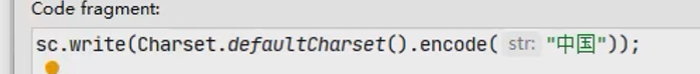 Code fragment:
sc.write(Charset.defaultCharset().encode( str: "中国"));